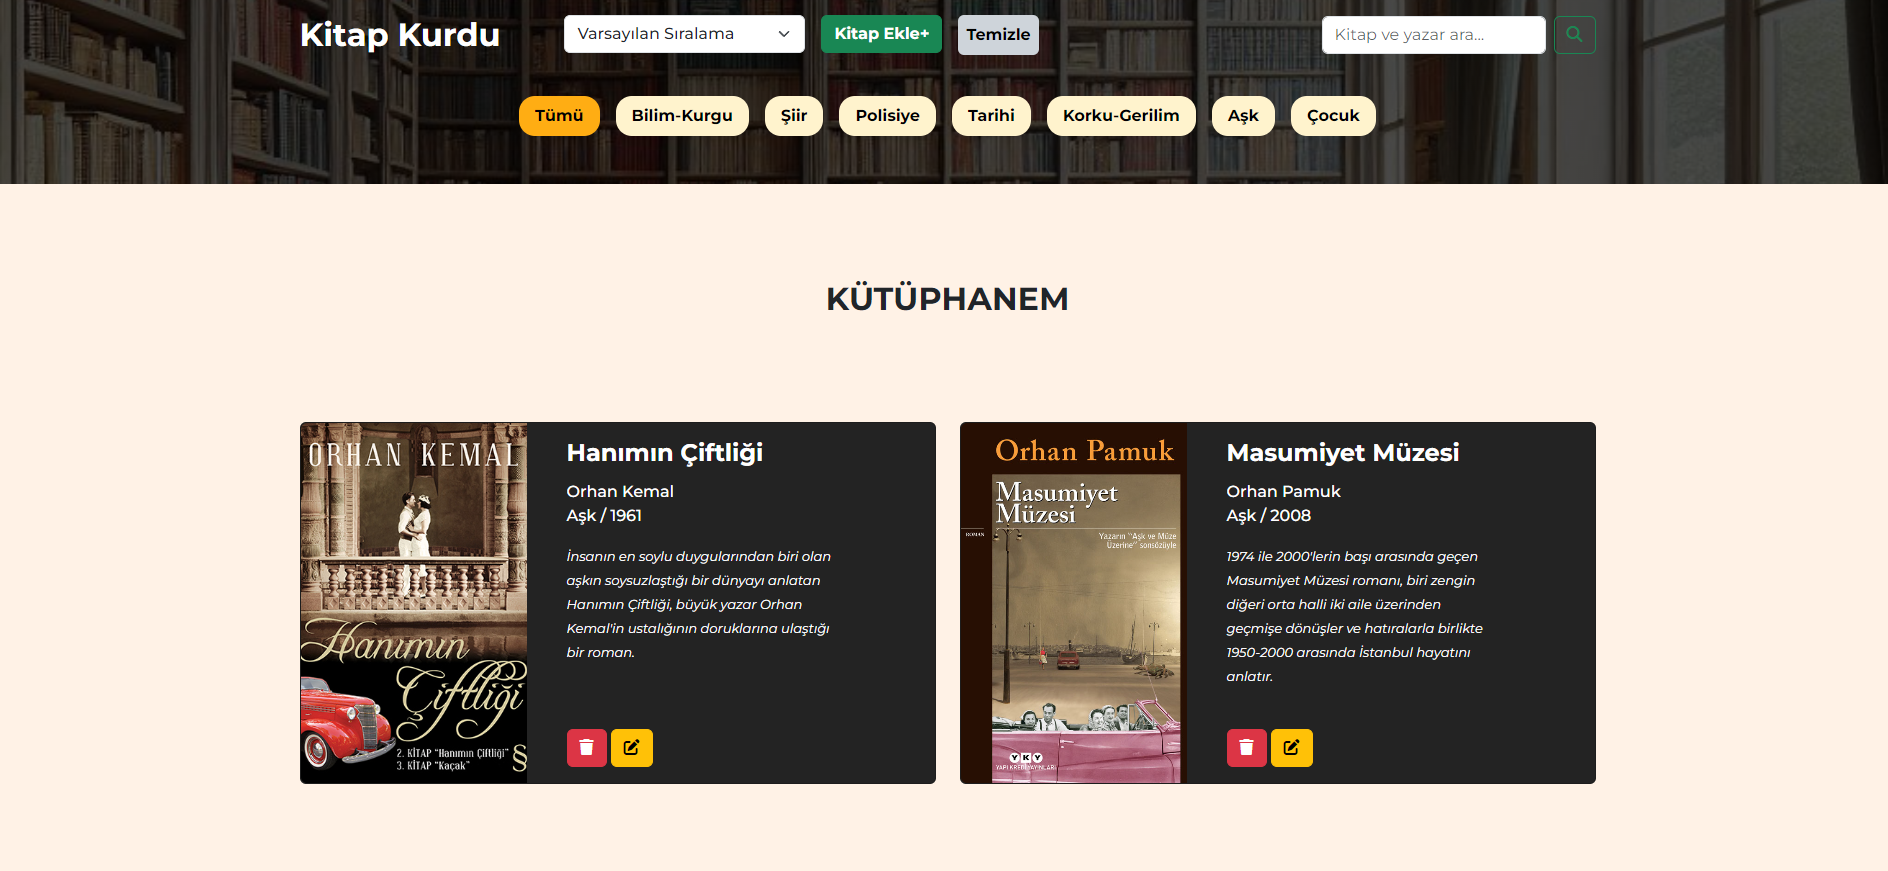 Kitap Kurdu
Varsayılan Sıralama
Kitap Ekle+
Temizle
Kitap ve yazar ara...
Tümü
Bilim-Kurgu
Şiir
Polisiye
Tarihi
Korku-Gerilim
Aşk
Çocuk
KÜTÜPHANEM
ORHAN KEMAL
Hanımın
Çiftliği
2. KİTAP "Hanımın Çiftliği"
3. KİTAP "Kaçak"
Hanımın Çiftliği
Orhan Kemal
Aşk / 1961
İnsanın en soylu duygularından biri olan
aşkın soysuzlaştığı bir dünyayı anlatan
Hanımın Çiftliği, büyük yazar Orhan
Kemal'in ustalığının doruklarına ulaştığı
bir roman.
Orhan Pamuk
Masumiyet
Müzesi
ROMAN
Yazarın "Aşk ve Müze
Üzerine" sonsözüyle
YKY
YAPI KREDİ YAYINLARI
Masumiyet Müzesi
Orhan Pamuk
Aşk / 2008
1974 ile 2000'lerin başı arasında geçen
Masumiyet Müzesi romanı, biri zengin
diğeri orta halli iki aile üzerinden
geçmişe dönüşler ve hatıralarla birlikte
1950-2000 arasında İstanbul hayatını
anlatır.